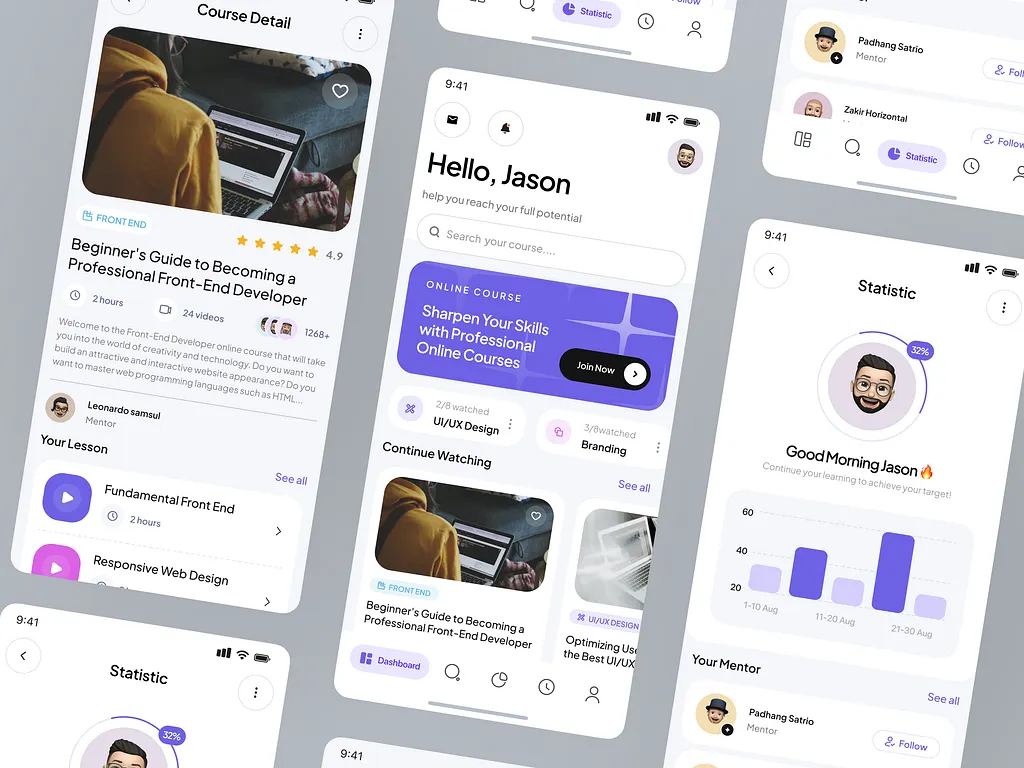 Course Detail
FRONT END
4.9
Beginner's Guide to Becoming a
Professional Front-End Developer
2 hours
24 videos
1268+
Welcome to the Front-End Developer online course that will take
you into the world of creativity and technology. Do you want to
build an attractive and interactive website appearance? Do you
want to master web programming languages such as HTML...
Leonardo samsul
Mentor
Your Lesson
See all
Fundamental Front End
2 hours
Responsive Web Design
9:41
Statistic
32%
Statistic
Follow
9:41
Hello, Jason
help you reach your full potential
Search your course....
ONLINE COURSE
Sharpen Your Skills
with Professional
Online Courses
Join Now
2/8 watched
UI/UX Design
3/8watched
Branding
Continue Watching
See all
FRONT END
Beginner's Guide to Becoming a
Professional Front-End Developer
UI/UX DESIGN
Optimizing
the Best UI/UX
Dashboard
9:41
Padhang Satrio
Mentor
Zakir Horizontal
Follow
Statistic
9:41
Statistic
32%
Good Morning Jason
Continue your learning to achieve your target!
60
40
20
1-10 Aug
11-20 Aug
21-30 Aug
Your Mentor
See all
Padhang Satrio
Mentor
Follow